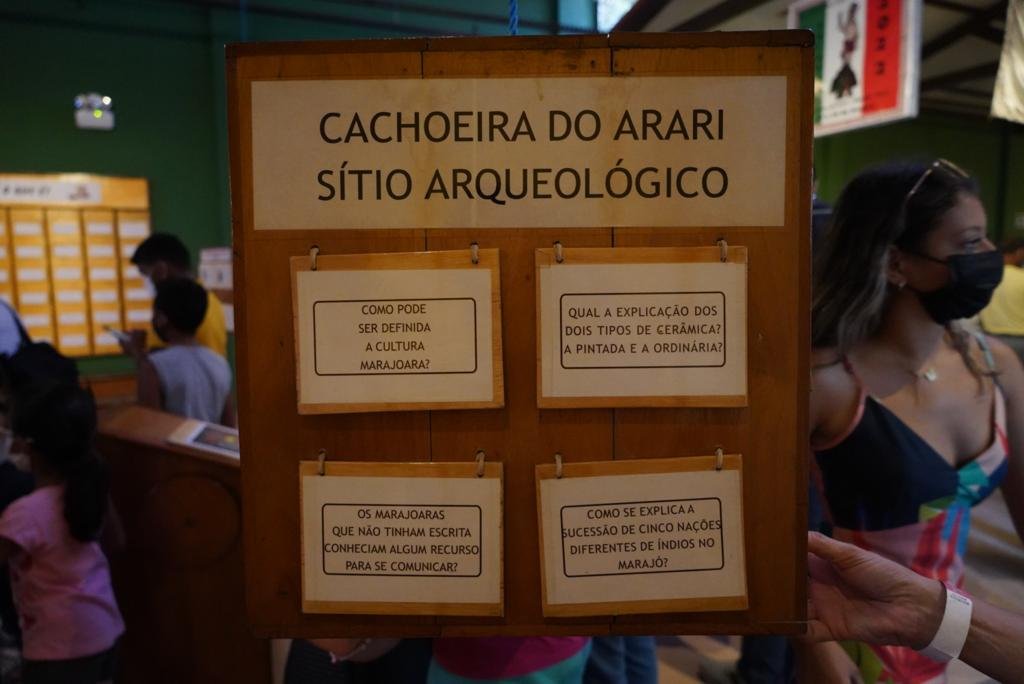 CACHOEIRA DO ARARI
SÍTIO ARQUEOLÓGICO
COMO PODE
SER DEFINIDA
A CULTURA
MARAJOARA?
QUAL A EXPLICAÇÃO DOS
DOIS TIPOS DE CERÂMICA?
A PINTADA E A ORDINÁRIA?
OS MARAJOARAS
QUE NÃO TINHAM ESCRITA
CONHECIAM ALGUM RECURSO
PARA SE COMUNICAR?
COMO SE EXPLICA A
SUCESSÃO DE CINCO NAÇÕES
DIFERENTES DE ÍNDIOS NO
MARAJÓ?